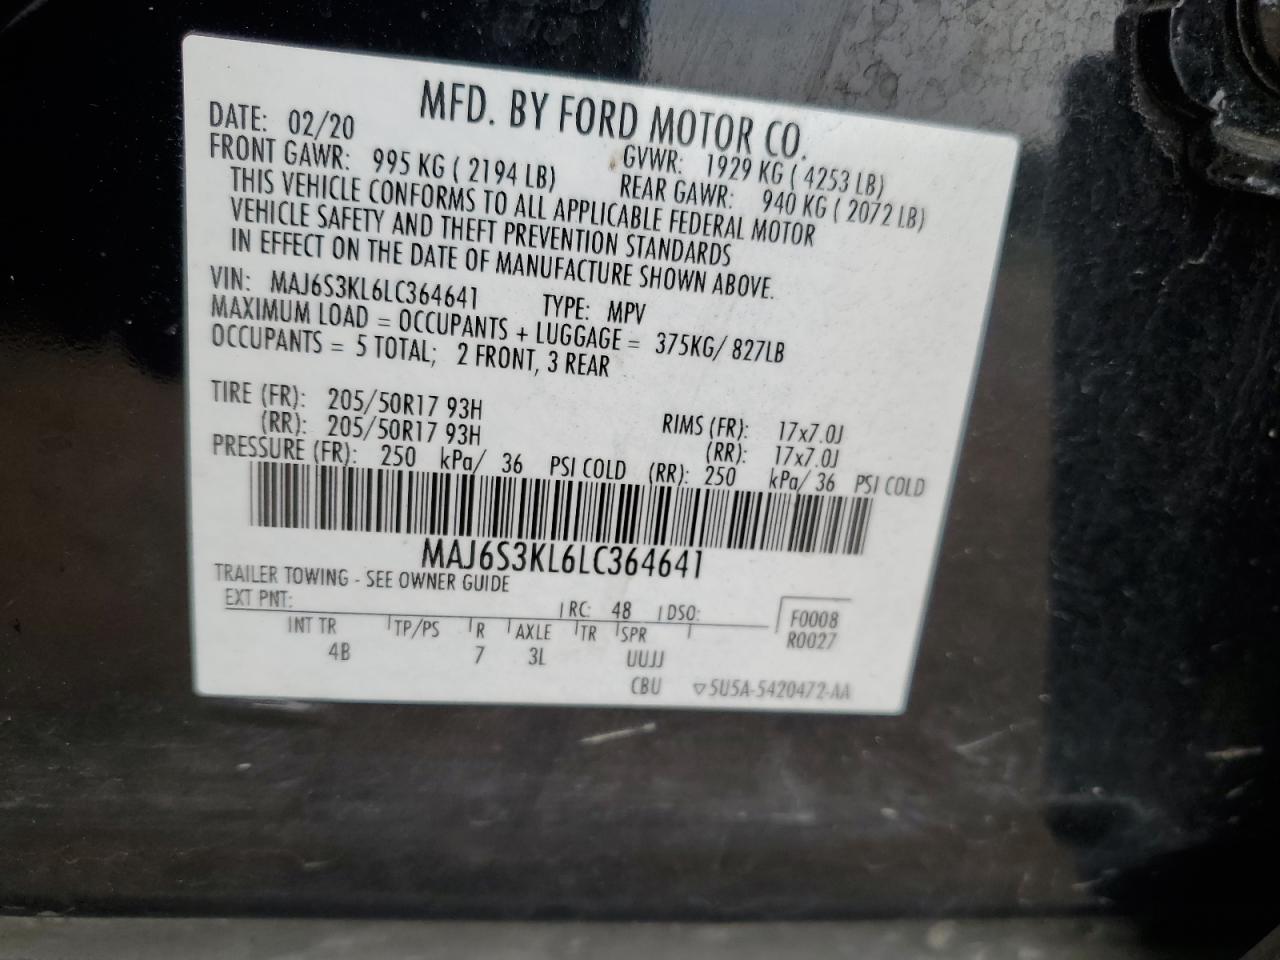 MFD. BY FORD MOTOR CO.
DATE: 02/20 GVWR: 1929 KG ( 4253 LB)
FRONT GAWR: 995 KG ( 2194 LB) REAR GAWR: 940 KG ( 2072 LB)
THIS VEHICLE CONFORMS TO ALL APPLICABLE FEDERAL MOTOR
VEHICLE SAFETY AND THEFT PREVENTION STANDARDS
IN EFFECT ON THE DATE OF MANUFACTURE SHOWN ABOVE.
VIN: MAJ6S3KL6LC364641 TYPE: MPV
MAXIMUM LOAD = OCCUPANTS + LUGGAGE = 375KG/ 827LB
OCCUPANTS = 5 TOTAL; 2 FRONT, 3 REAR
TIRE (FR): 205/50R17 93H RIMS (FR): 17x7.0J
(RR): 205/50R17 93H (RR): 17x7.0J
PRESSURE (FR): 250 kPa/ 36 PSI COLD (RR): 250 kPa/ 36 PSI COLD
MAJ6S3KL6LC364641
TRAILER TOWING - SEE OWNER GUIDE
EXT PNT: RC: 48 DSO: F0008
INT TR TP/PS R AXLE TR SPR R0027
4B 7 3L UUJJ
CBU ▽5U5A-5420472-AA